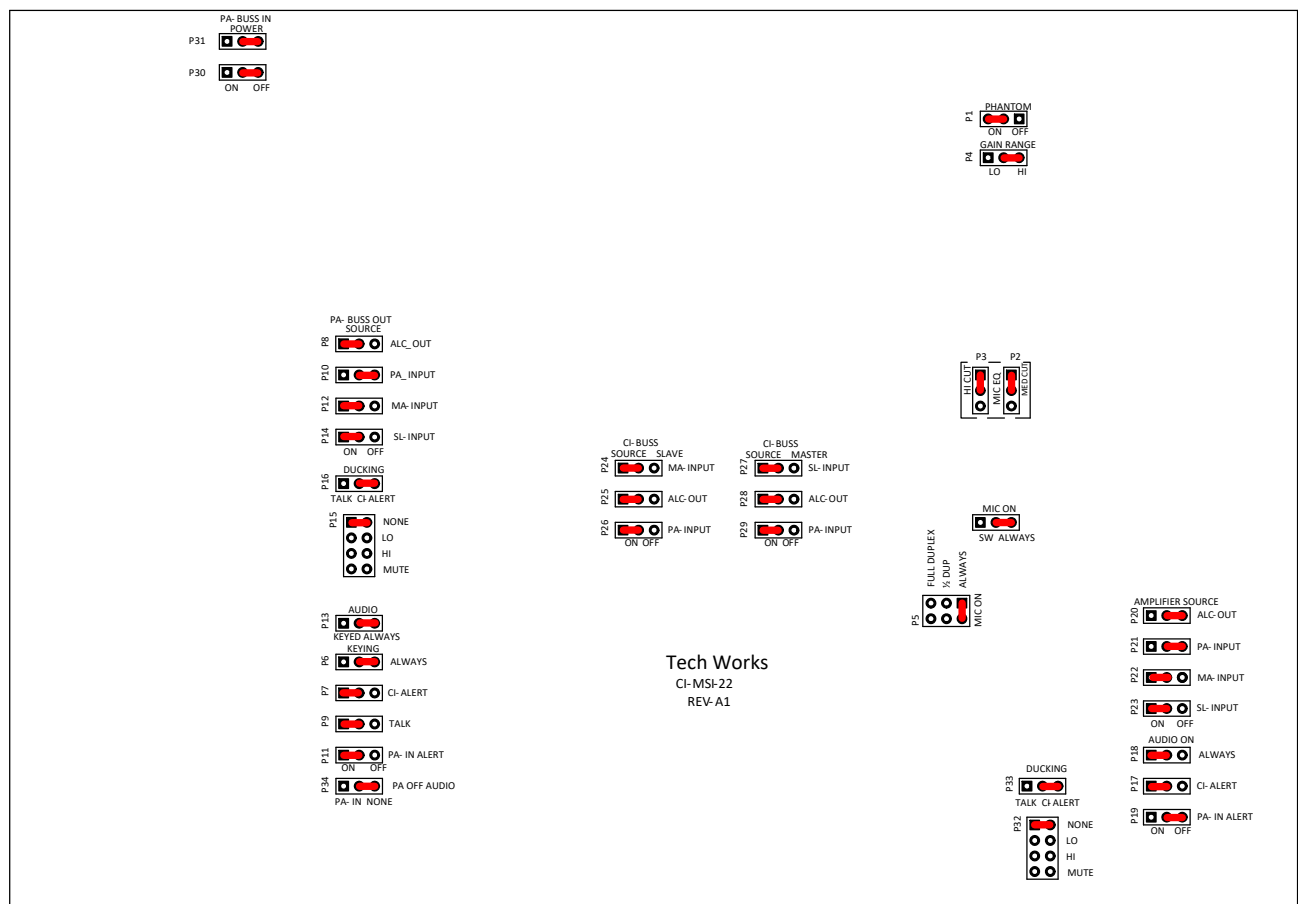 PA- BUSS IN
POWER
P31
P30
ON OFF
PHANTOM
P1
ON OFF
GAIN RANGE
P4
LO HI
PA- BUSS OUT
SOURCE
P8 ALC_OUT
P10 PA_INPUT
P12 MA- INPUT
P14 SL- INPUT
ON OFF
DUCKING
P16
TALK CI-ALERT
P15 NONE
LO
HI
MUTE
P3 P2
HI CUT MIC EQ MED CUT
CI- BUSS
SOURCE SLAVE
P24 MA- INPUT
P25 ALC- OUT
P26 PA- INPUT
ON OFF
CI- BUSS
SOURCE MASTER
P27 SL- INPUT
P28 ALC- OUT
P29 PA- INPUT
ON OFF
MIC ON
SW ALWAYS
FULL DUPLEX
½ DUP
ALWAYS
P5 MIC ON
AUDIO
P13
KEYED ALWAYS
KEYING
P6 ALWAYS
P7 CI- ALERT
P9 TALK
P11 PA- IN ALERT
ON OFF
P34 PA OFF AUDIO
PA- IN NONE
Tech Works
CI- MSI-22
REV- A1
AMPLIFIER SOURCE
P20 ALC- OUT
P21 PA- INPUT
P22 MA- INPUT
P23 SL- INPUT
ON OFF
AUDIO ON
P18 ALWAYS
P17 CI- ALERT
P19 PA- IN ALERT
ON OFF
DUCKING
P33
TALK CI-ALERT
P32 NONE
LO
HI
MUTE